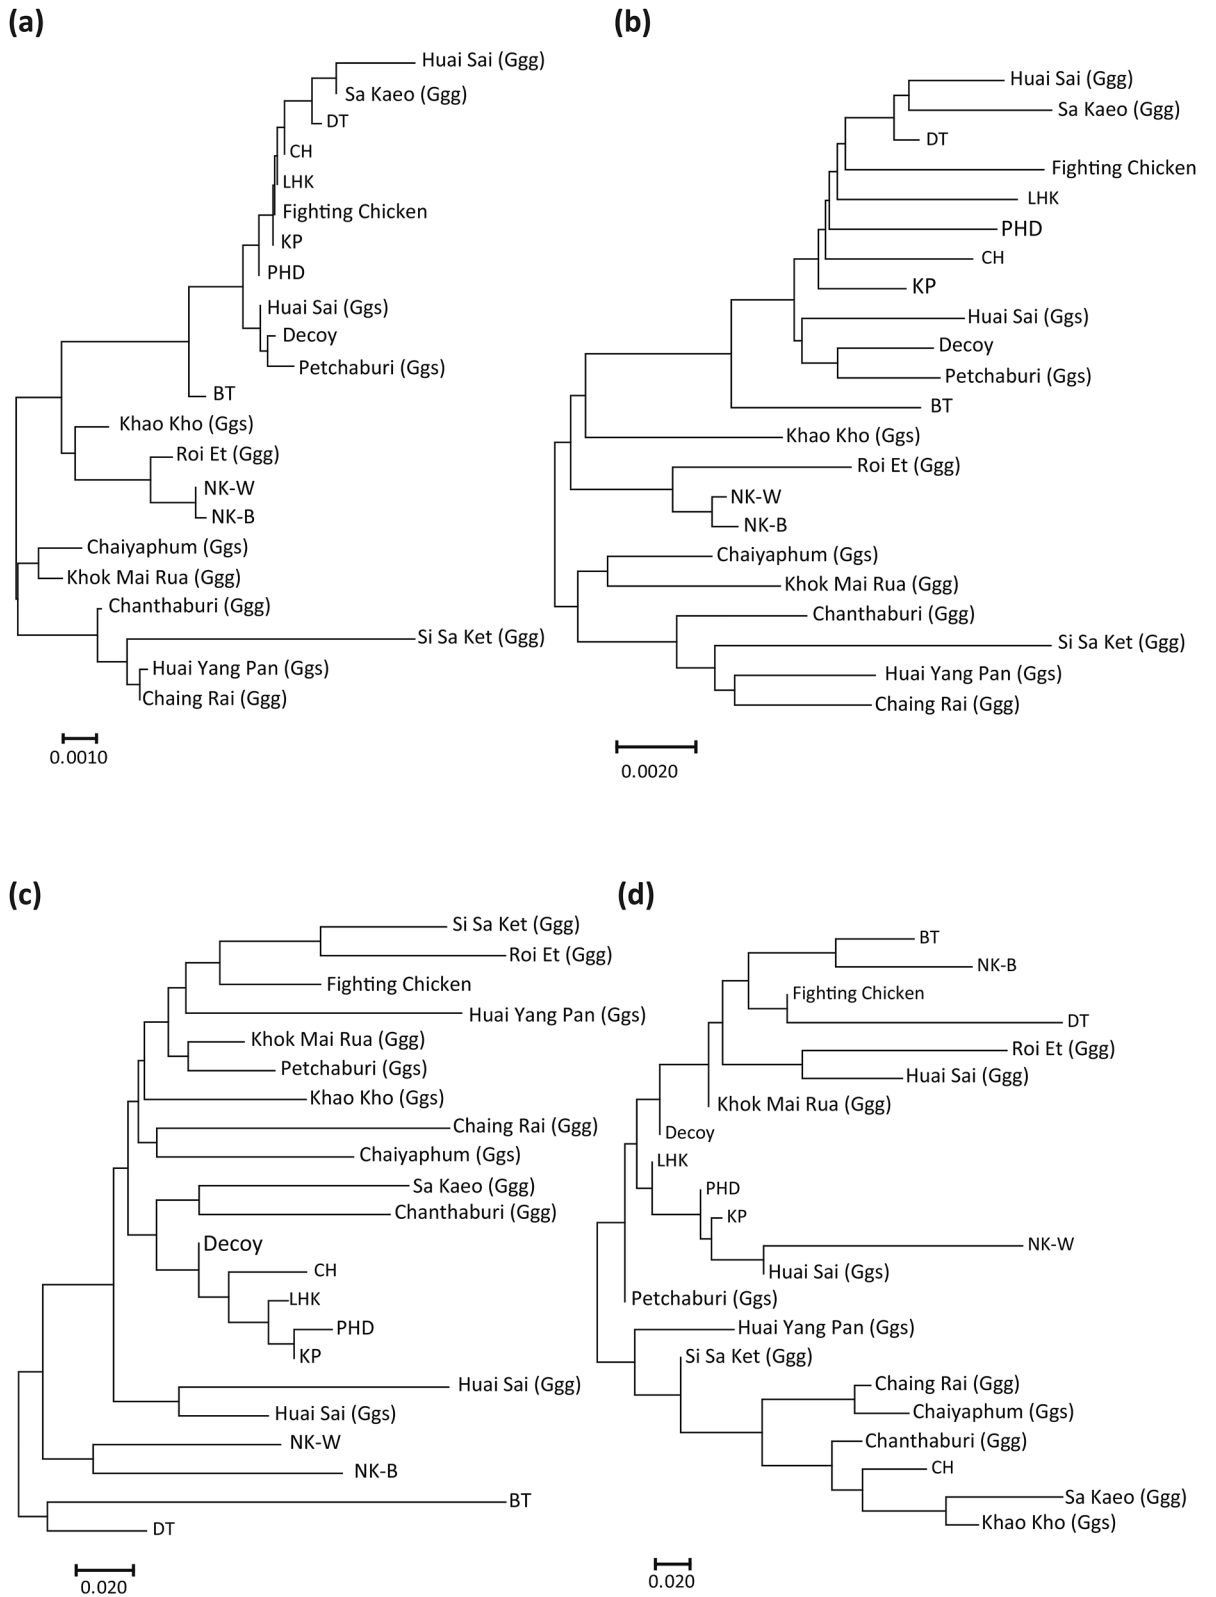 (a)
Huai Sai (Ggg)
Sa Kaeo (Ggg)
DT
CH
LHK
Fighting Chicken
KP
PHD
Huai Sai (Ggs)
Decoy
Petchaburi (Ggs)
BT
Khao Kho (Ggs)
Roi Et (Ggg)
NK-W
NK-B
Chaiyaphum (Ggs)
Khok Mai Rua (Ggg)
Chanthaburi (Ggg)
Si Sa Ket (Ggg)
Huai Yang Pan (Ggs)
Chaing Rai (Ggg)
0.0010
(b)
Huai Sai (Ggg)
Sa Kaeo (Ggg)
DT
Fighting Chicken
LHK
PHD
CH
KP
Huai Sai (Ggs)
Decoy
Petchaburi (Ggs)
BT
Khao Kho (Ggs)
Roi Et (Ggg)
NK-W
NK-B
Chaiyaphum (Ggs)
Khok Mai Rua (Ggg)
Chanthaburi (Ggg)
Si Sa Ket (Ggg)
Huai Yang Pan (Ggs)
Chaing Rai (Ggg)
0.0020
(c)
Si Sa Ket (Ggg)
Roi Et (Ggg)
Fighting Chicken
Huai Yang Pan (Ggs)
Khok Mai Rua (Ggg)
Petchaburi (Ggs)
Khao Kho (Ggs)
Chaing Rai (Ggg)
Chaiyaphum (Ggs)
Sa Kaeo (Ggg)
Chanthaburi (Ggg)
Decoy
CH
LHK
PHD
KP
Huai Sai (Ggg)
Huai Sai (Ggs)
NK-W
NK-B
BT
DT
0.020
(d)
BT
NK-B
Fighting Chicken
DT
Roi Et (Ggg)
Huai Sai (Ggg)
Khok Mai Rua (Ggg)
Decoy
LHK
PHD
KP
NK-W
Huai Sai (Ggs)
Petchaburi (Ggs)
Huai Yang Pan (Ggs)
Si Sa Ket (Ggg)
Chaing Rai (Ggg)
Chaiyaphum (Ggs)
Chanthaburi (Ggg)
CH
Sa Kaeo (Ggg)
Khao Kho (Ggs)
0.020